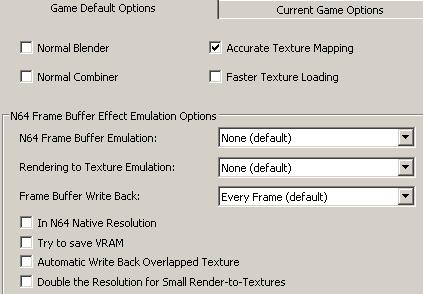 Game Default Options
Current Game Options
Normal Blender
Accurate Texture Mapping
Normal Combiner
Faster Texture Loading
N64 Frame Buffer Effect Emulation Options
N64 Frame Buffer Emulation:
None (default)
Rendering to Texture Emulation:
None (default)
Frame Buffer Write Back:
Every Frame (default)
In N64 Native Resolution
Try to save VRAM
Automatic Write Back Overlapped Texture
Double the Resolution for Small Render-to-Textures